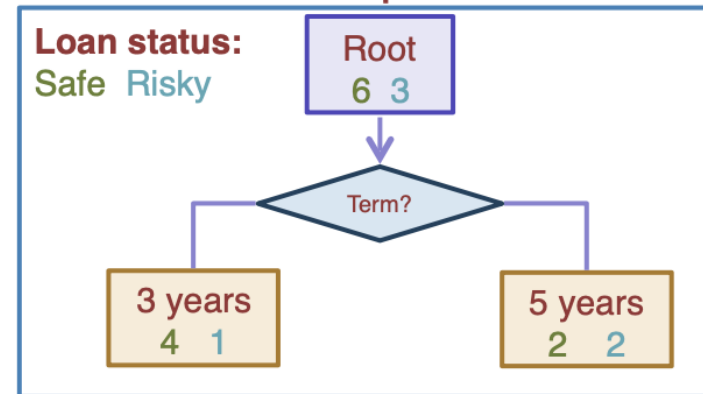 Loan status:
Safe Risky
Root
6 3
Term?
3 years
4 1
5 years
2 2